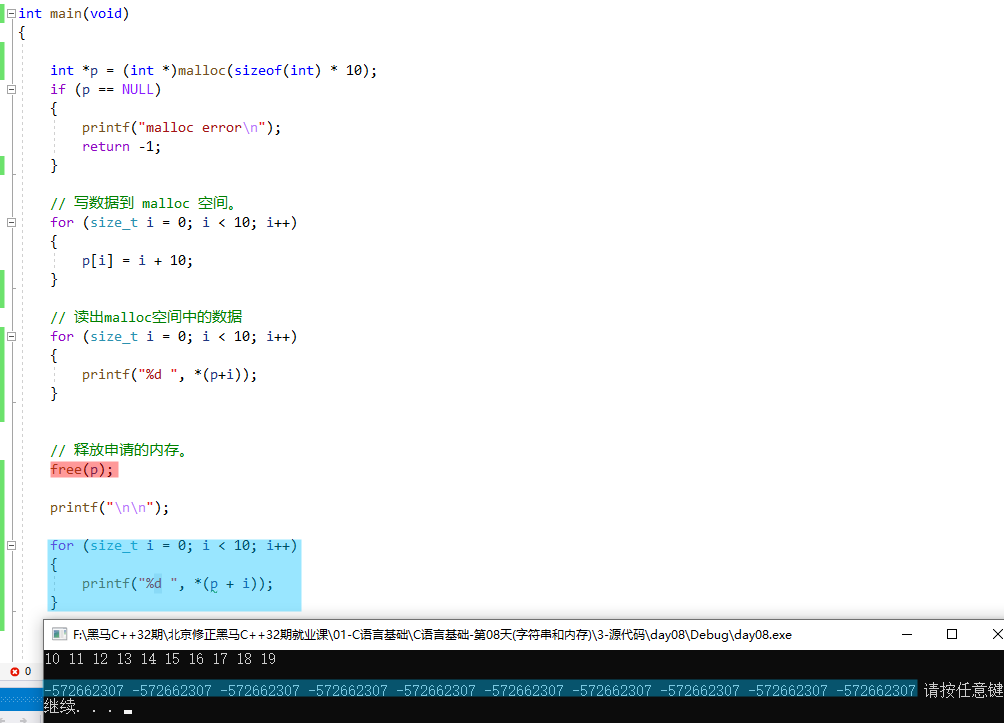 int main(void)
{
int *p = (int *)malloc(sizeof(int) * 10);
if (p == NULL)
{
printf("malloc error\n");
return -1;
}
// 写数据到 malloc 空间。
for (size_t i = 0; i < 10; i++)
{
p[i] = i + 10;
}
// 读出malloc空间中的数据
for (size_t i = 0; i < 10; i++)
{
printf("%d ", *(p+i));
}
// 释放申请的内存。
free(p);
printf("\n\n");
for (size_t i = 0; i < 10; i++)
{
printf("%d ", *(p + i));
}
F:\黑马C++32期\北京修正黑马C++32期就业课\01-C语言基础\C语言基础-第08天(字符串和内存)\3-源代码\day08\Debug\day08.exe
10 11 12 13 14 15 16 17 18 19
0
-572662307 -572662307 -572662307 -572662307 -572662307 -572662307 -572662307 -572662307 -572662307 -572662307 请按任意键
继续. . .